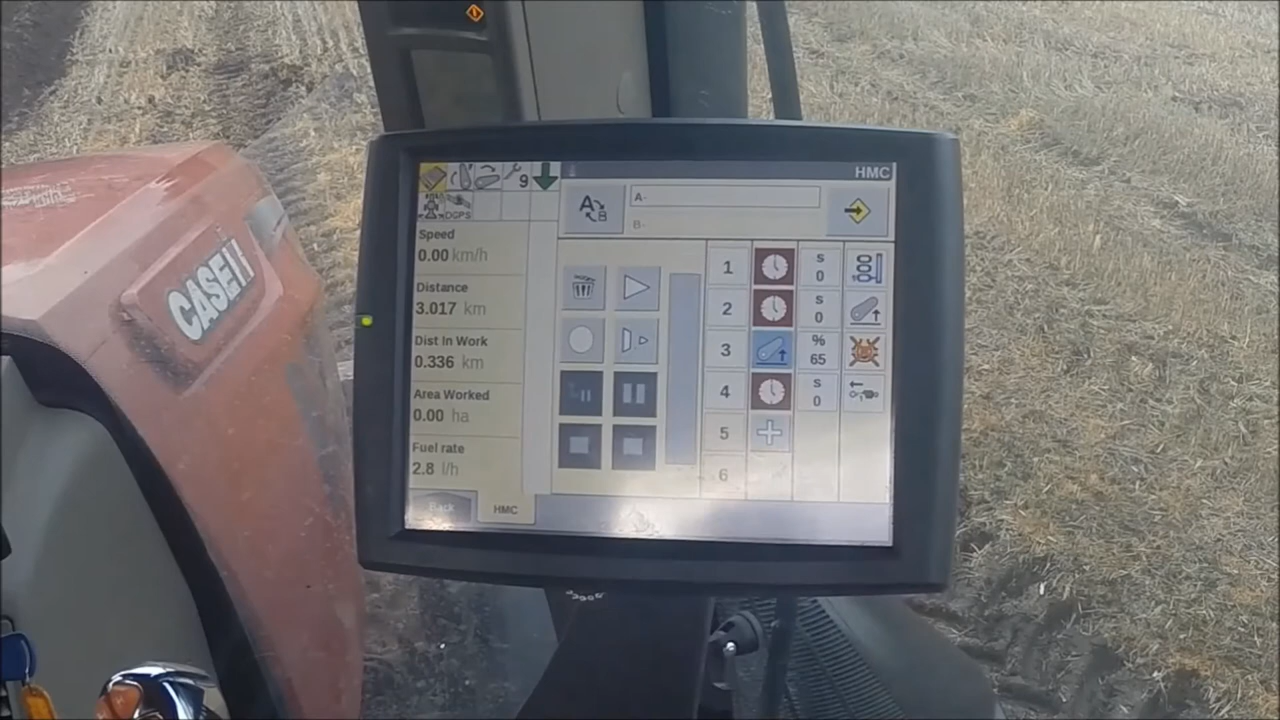 CASE IH
HMC
9
A
B
A-
B-
DGPS
Speed
0.00 km/h
Distance
3.017 km
Dist In Work
0.336 km
Area Worked
0.00 ha
Fuel rate
2.8 l/h
1 s 0
2 s 0
3 % 65
4 s 0
5
6
Back
HMC